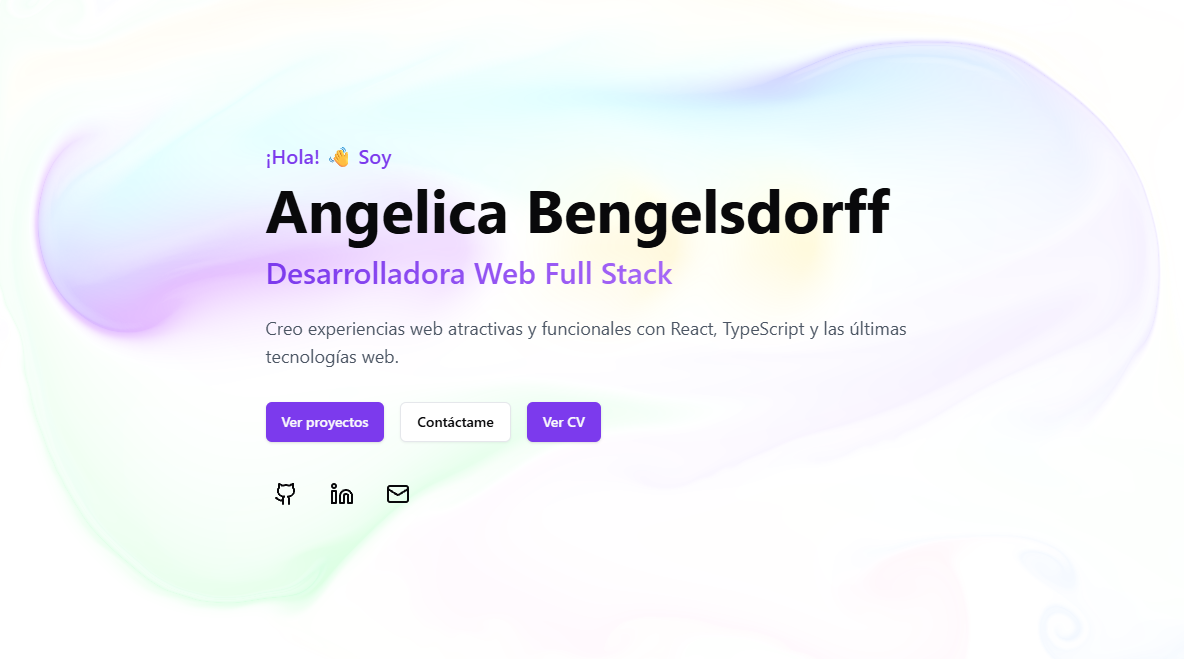 ¡Hola! 👋 Soy
Angelica Bengelsdorff
Desarrolladora Web Full Stack
Creo experiencias web atractivas y funcionales con React, TypeScript y las últimas
tecnologías web.
Ver proyectos
Contáctame
Ver CV